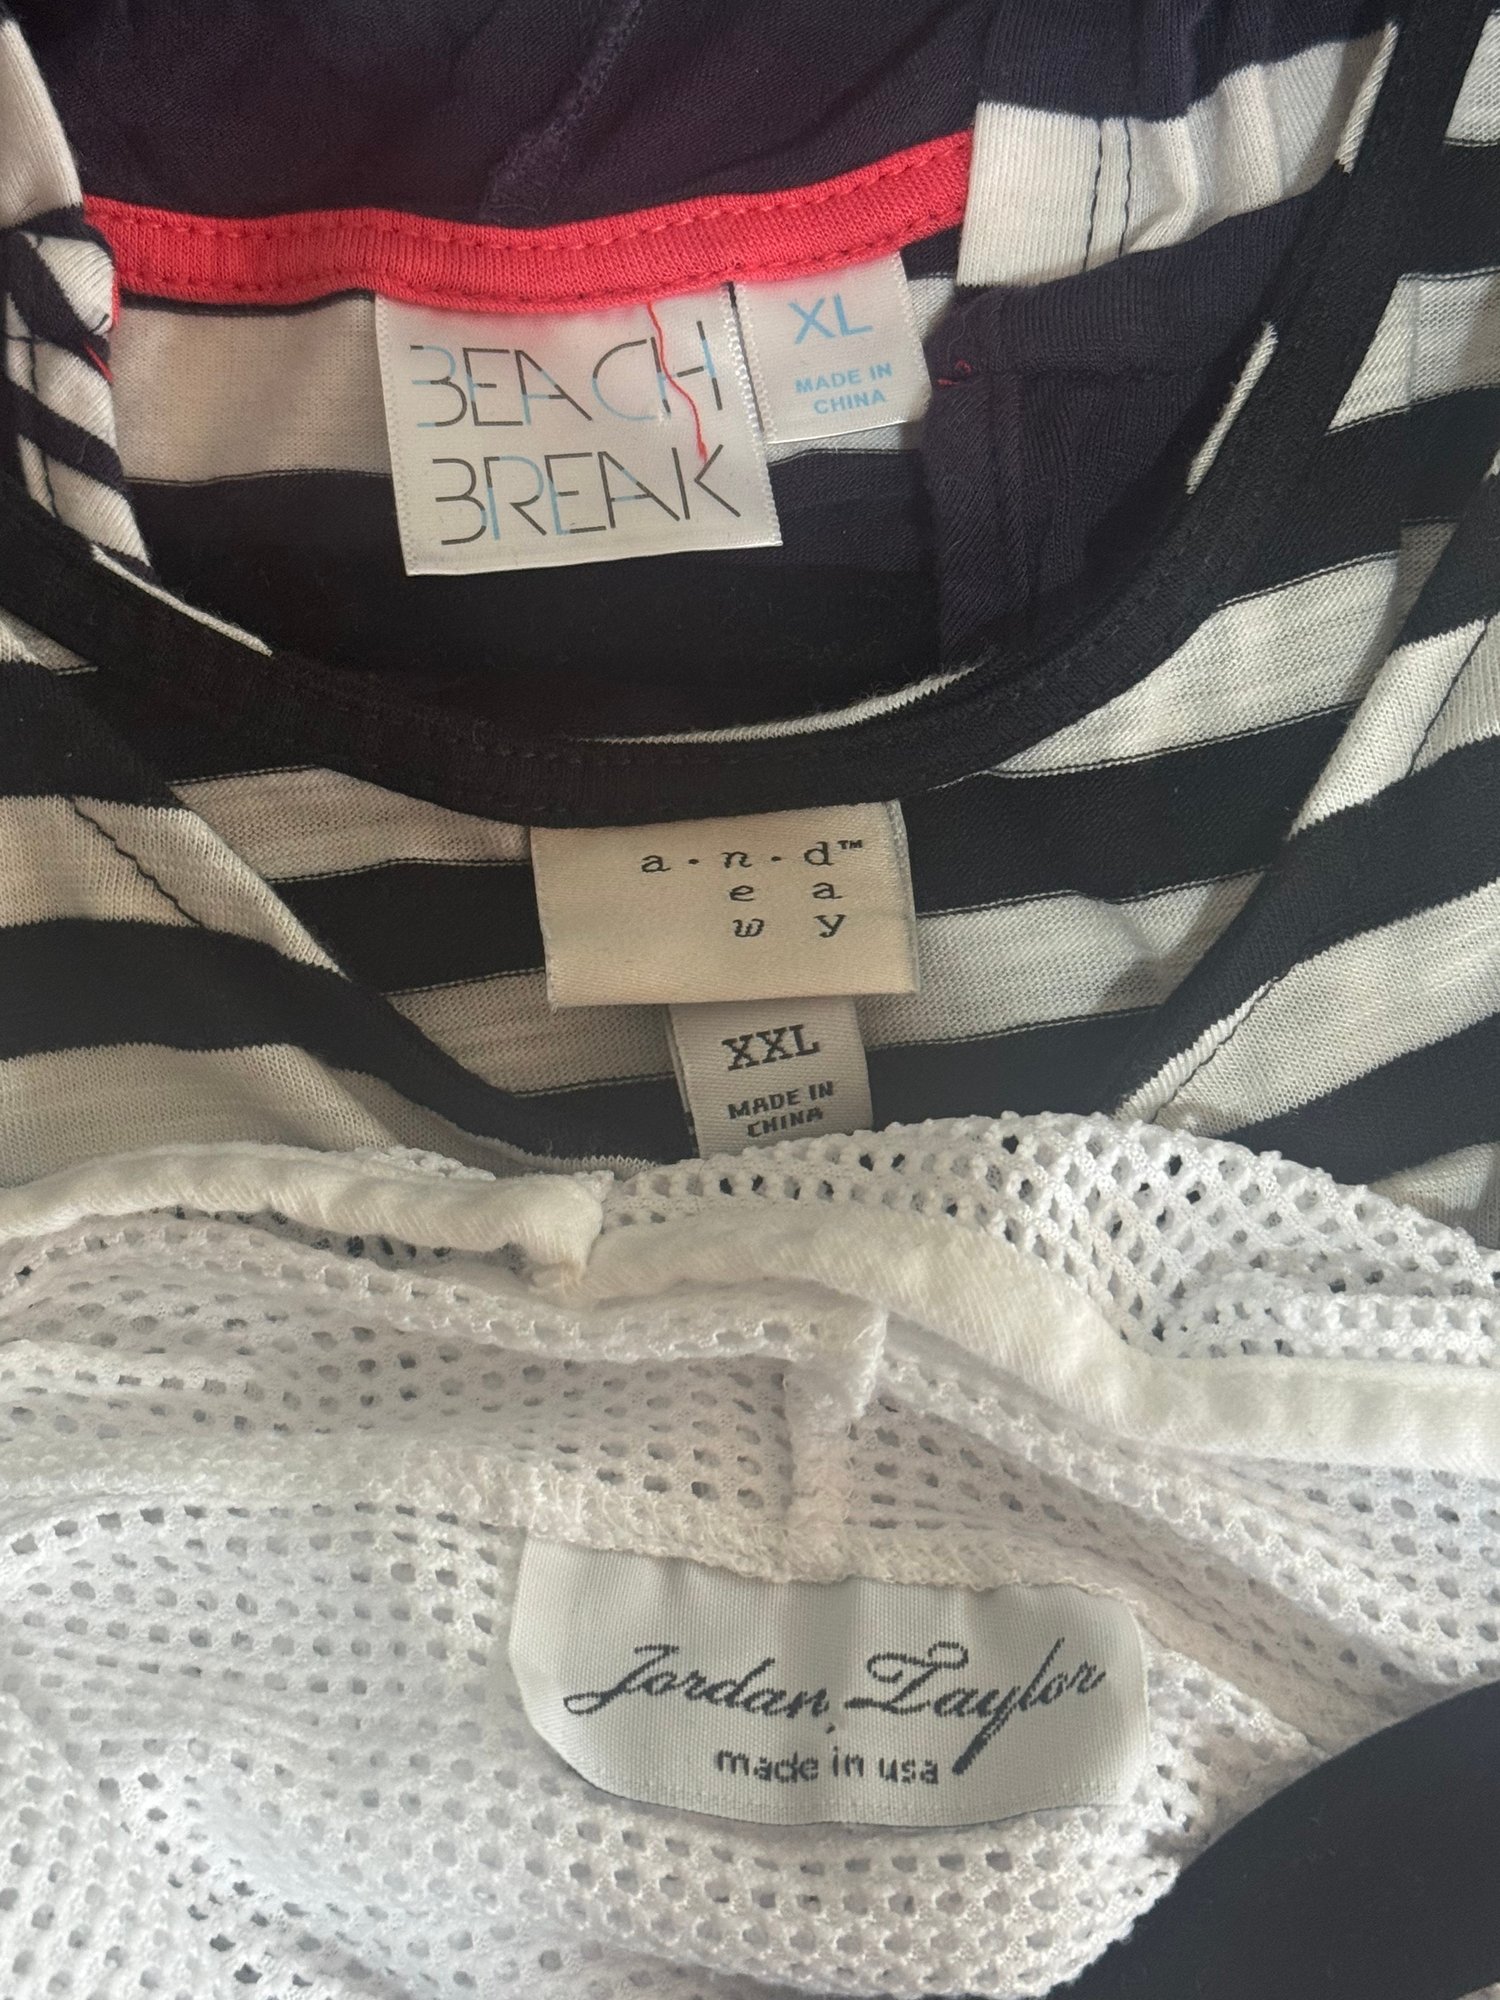 BEACH
BREAK
XL
MADE IN
CHINA
a · n · d™
e a
w y
XXL
MADE IN
CHINA
Jordan Taylor
made in usa